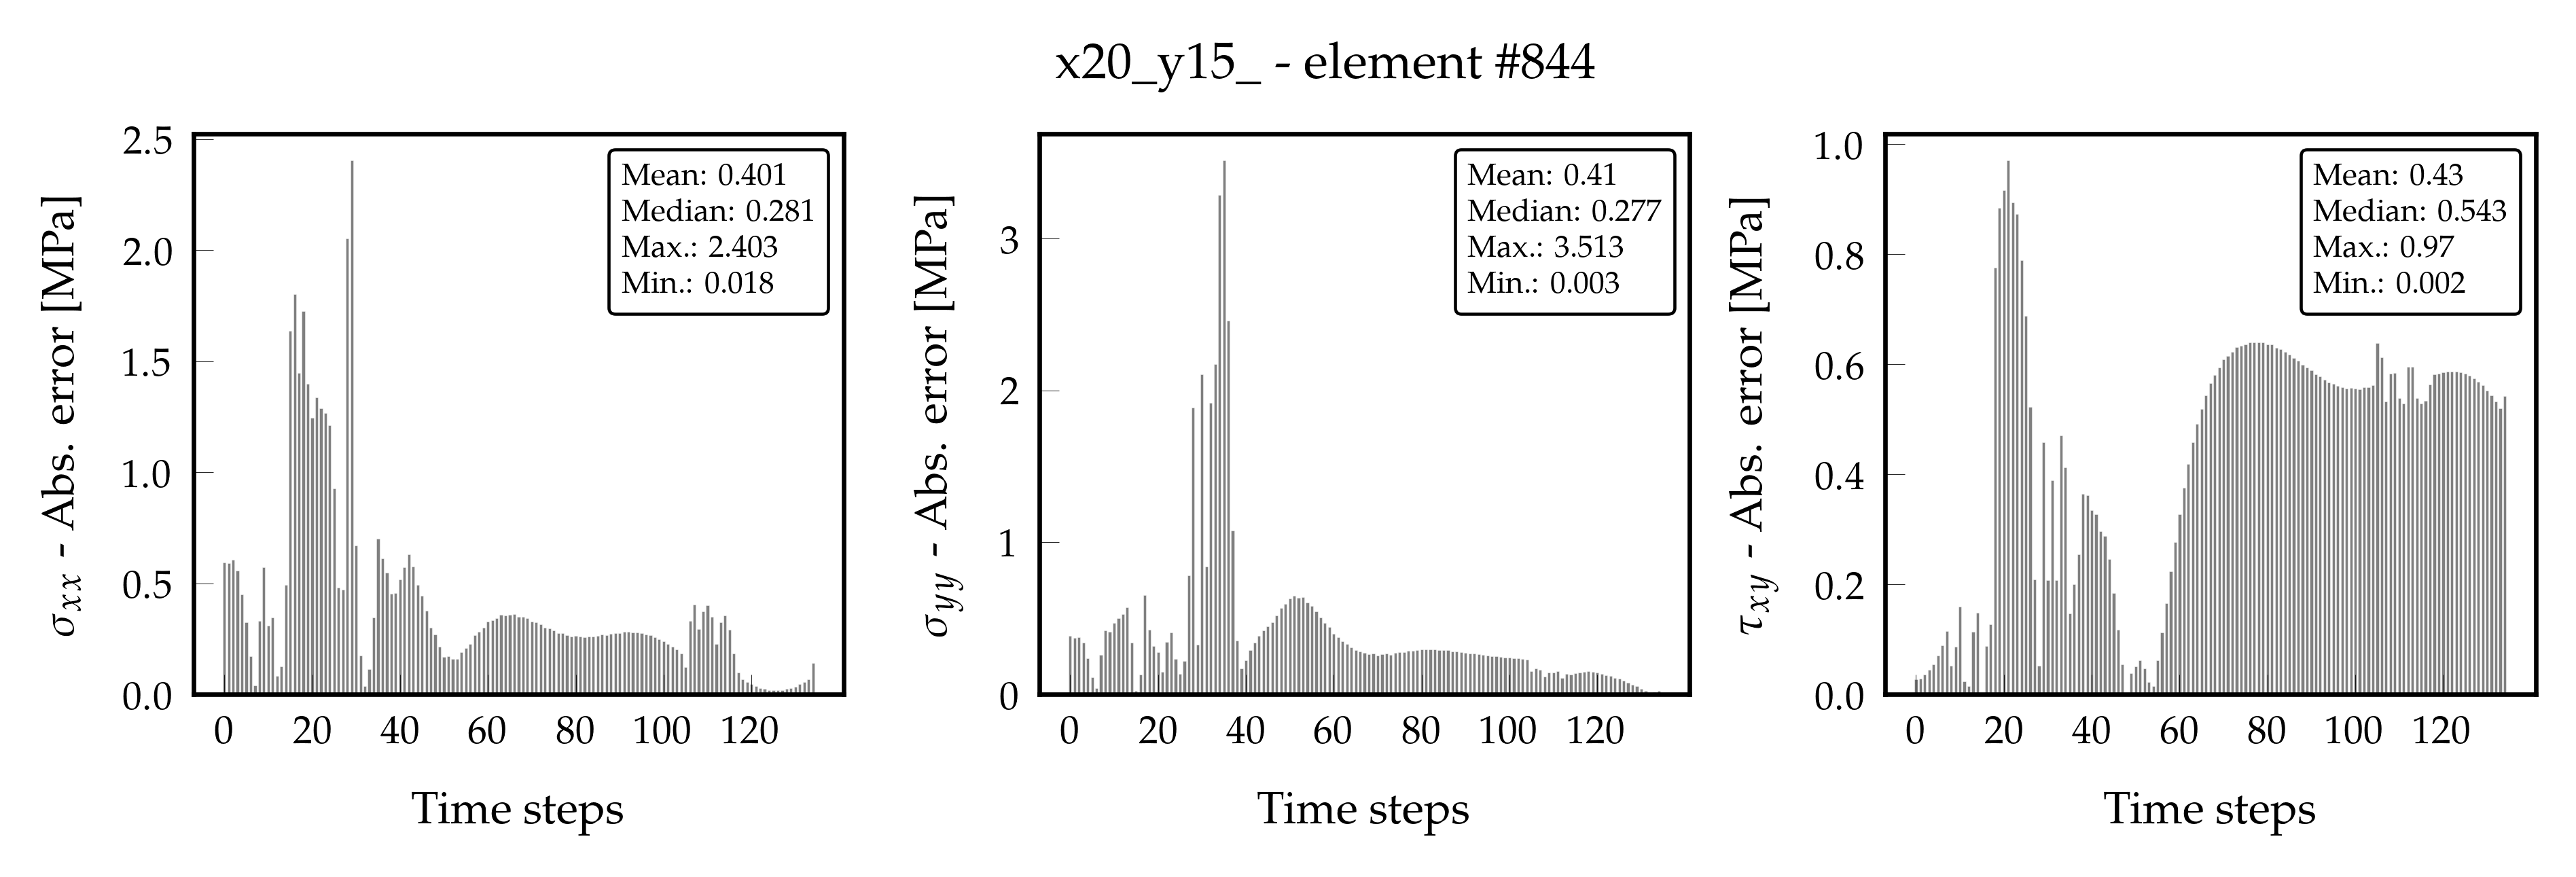 x20_y15_ - element #844
σxx - Abs. error [MPa]
2.5
2.0
1.5
1.0
0.5
0.0
Mean: 0.401
Median: 0.281
Max.: 2.403
Min.: 0.018
0 20 40 60 80 100 120
Time steps
σyy - Abs. error [MPa]
3
2
1
0
Mean: 0.41
Median: 0.277
Max.: 3.513
Min.: 0.003
0 20 40 60 80 100 120
Time steps
τxy - Abs. error [MPa]
1.0
0.8
0.6
0.4
0.2
0.0
Mean: 0.43
Median: 0.543
Max.: 0.97
Min.: 0.002
0 20 40 60 80 100 120
Time steps